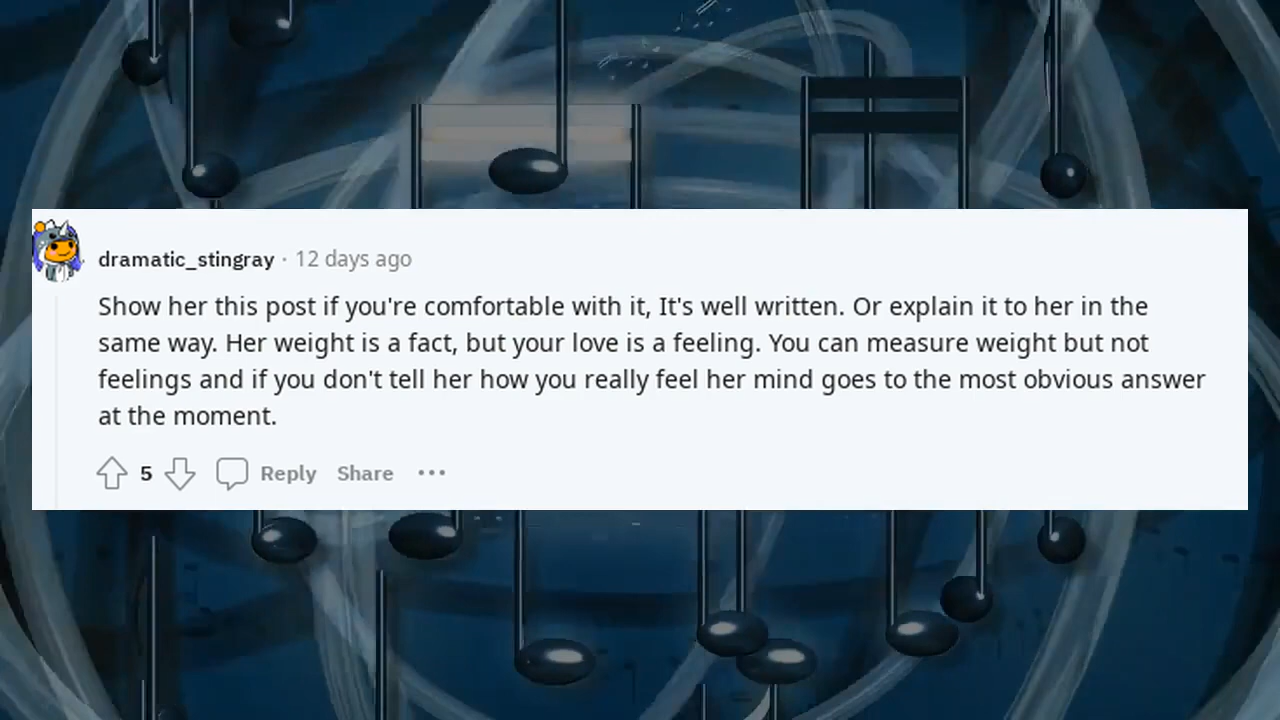 dramatic_stingray · 12 days ago
Show her this post if you're comfortable with it, It's well written. Or explain it to her in the
same way. Her weight is a fact, but your love is a feeling. You can measure weight but not
feelings and if you don't tell her how you really feel her mind goes to the most obvious answer
at the moment.
5 Reply Share ···